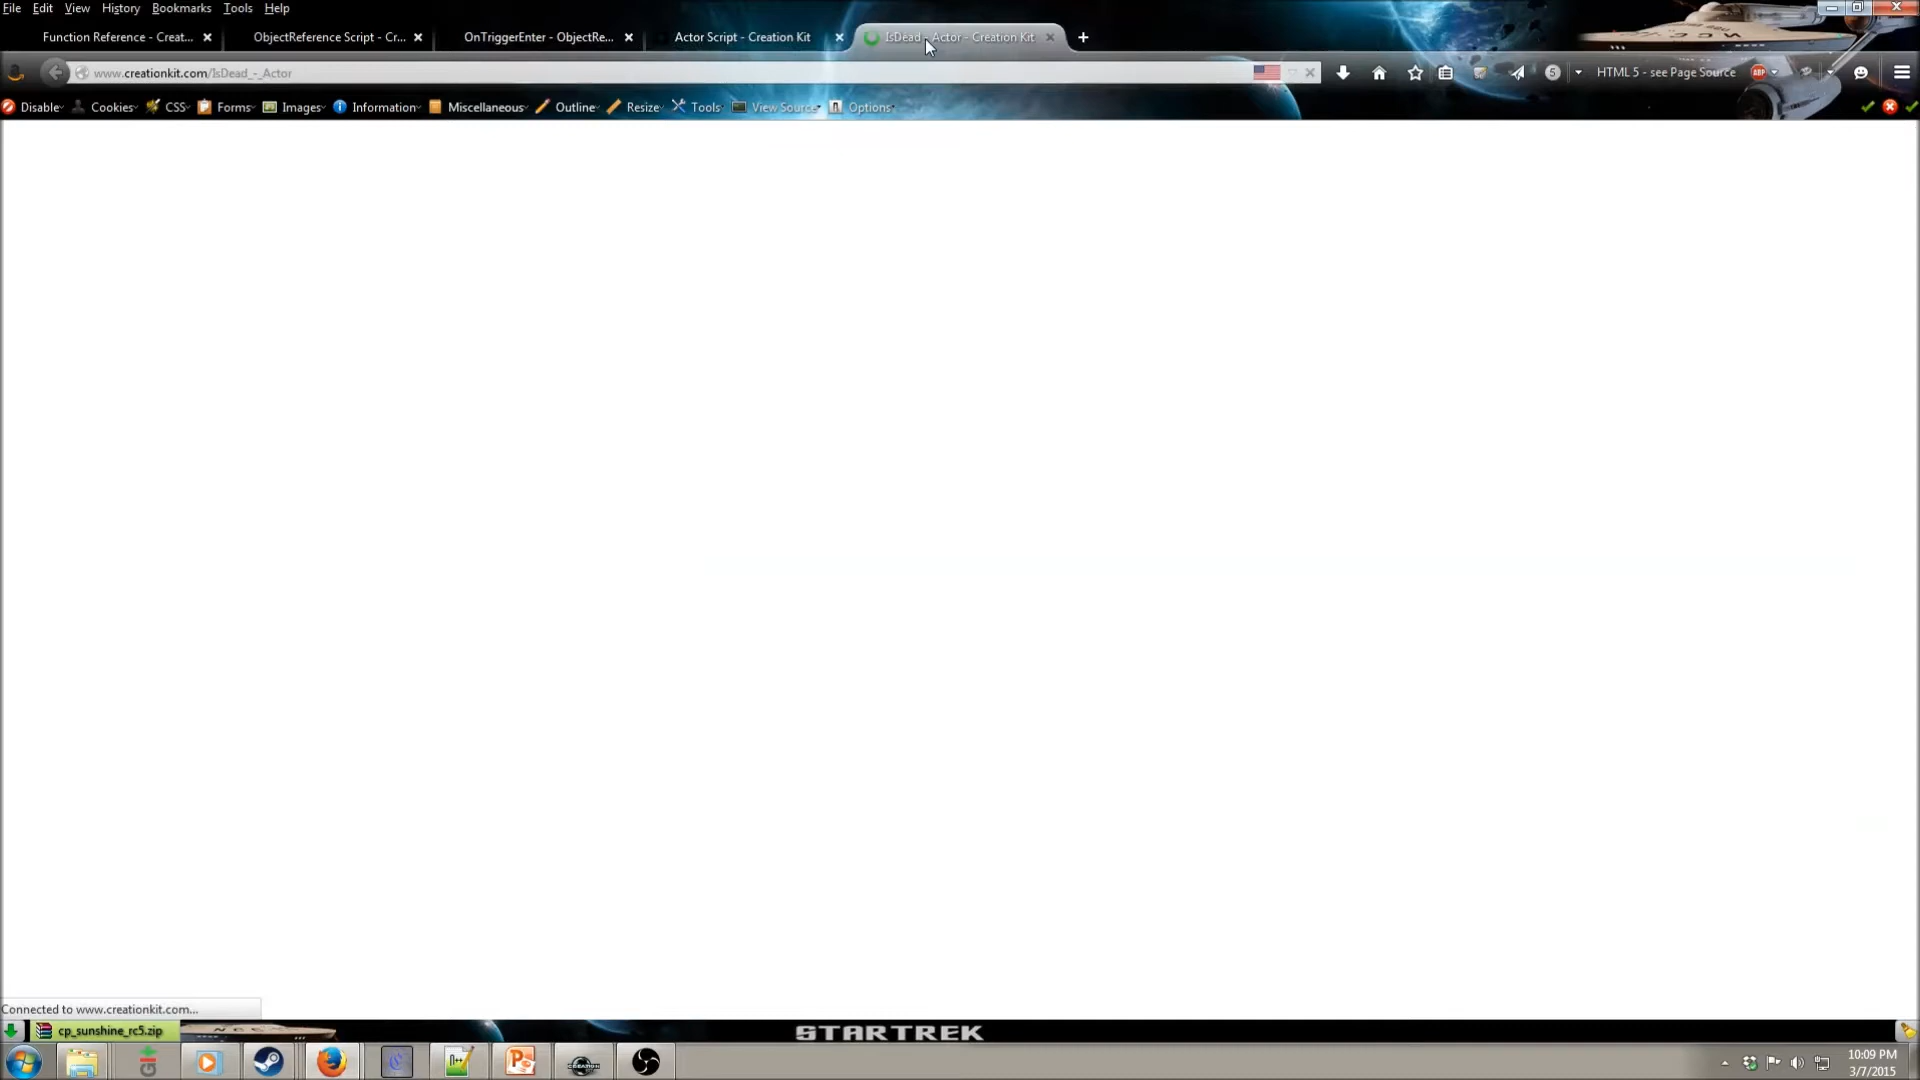 File Edit View History Bookmarks Tools Help
Function Reference - Creat... ObjectReference Script - Cr... OnTriggerEnter - ObjectRe... Actor Script - Creation Kit IsDead - Actor - Creation Kit
www.creationkit.com/IsDead_-_Actor 5 HTML 5 - see Page Source ABP
Disable Cookies CSS Forms Images Information Miscellaneous Outline Resize Tools View Source Options
Connected to www.creationkit.com...
cp_sunshine_rc5.zip STARTREK
10:09 PM
3/7/2015